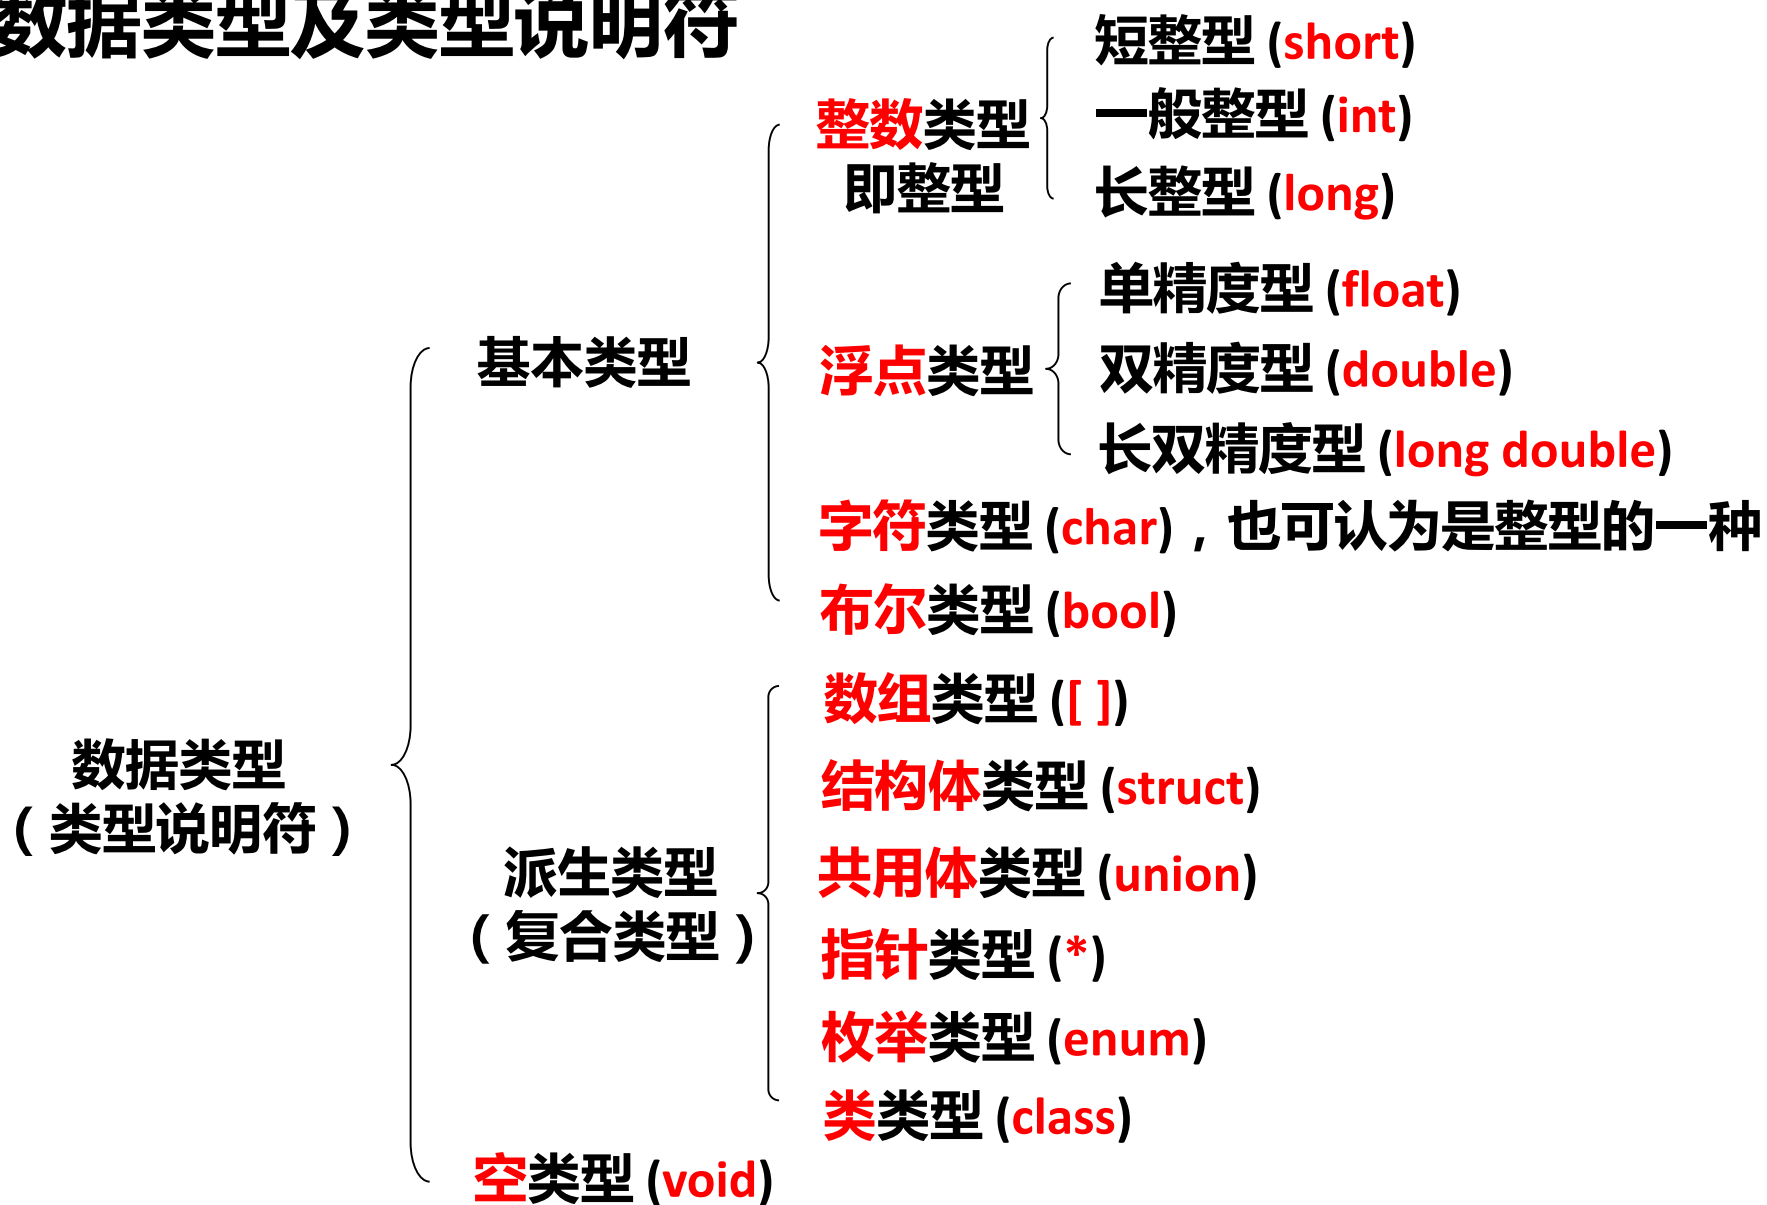 数据类型及类型说明符
短整型 (short)
整数类型
即整型
一般整型 (int)
长整型 (long)
基本类型
单精度型 (float)
浮点类型
双精度型 (double)
长双精度型 (long double)
字符类型 (char)，也可认为是整型的一种
布尔类型 (bool)
数据类型
（类型说明符）
数组类型 ([ ])
结构体类型 (struct)
派生类型
（复合类型）
共用体类型 (union)
指针类型 (*)
枚举类型 (enum)
类类型 (class)
空类型 (void)